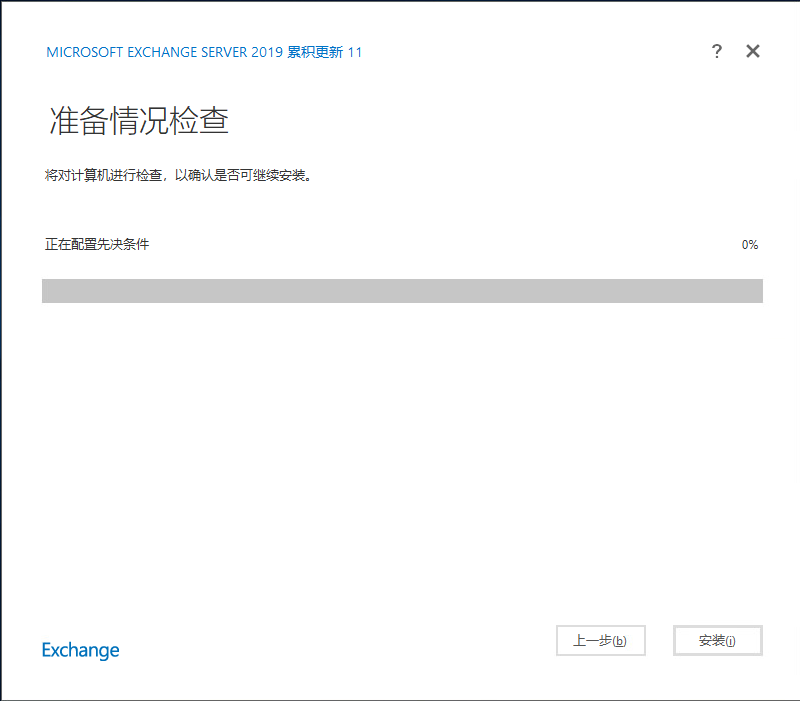 MICROSOFT EXCHANGE SERVER 2019 累积更新 11
? ✕
准备情况检查
将对计算机进行检查，以确认是否可继续安装。
正在配置先决条件 0%
Exchange
上一步(b) 安装(i)